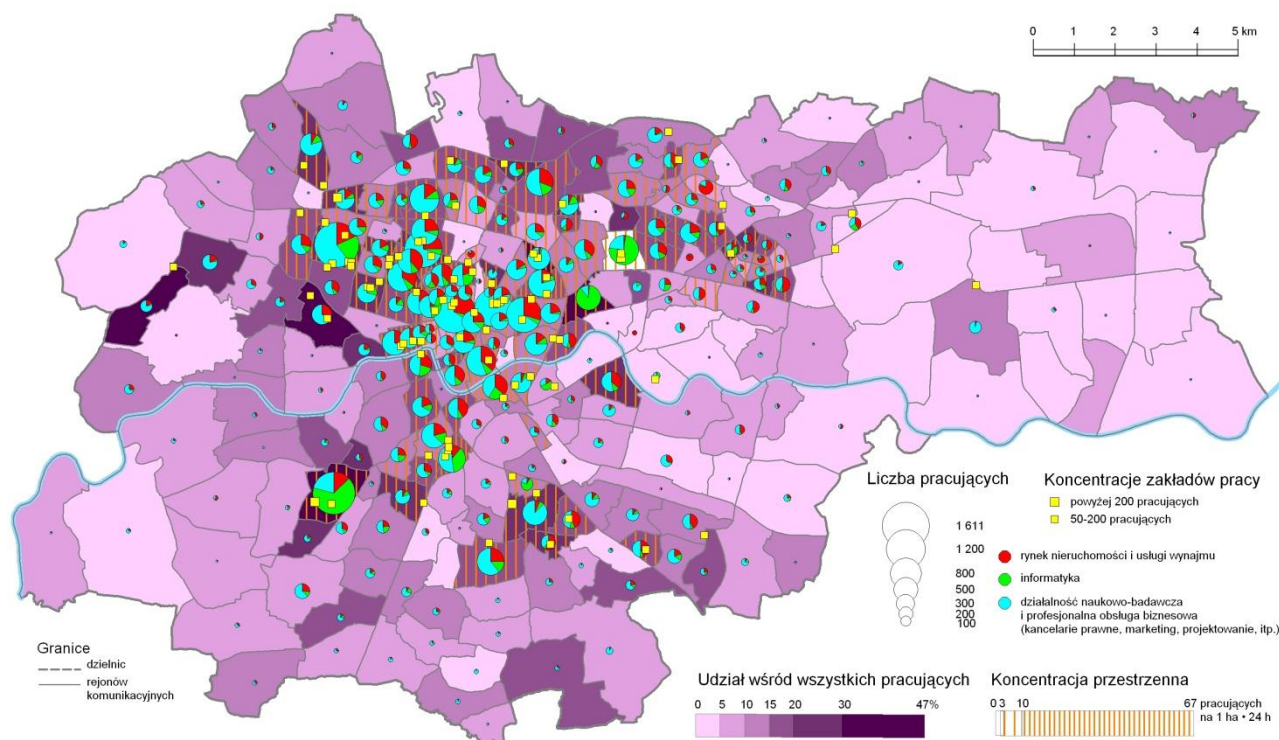 0 1 2 3 4 5 km
Liczba pracujących
1 611
1 200
800
500
300
200
100
Koncentracje zakładów pracy
powyżej 200 pracujących
50-200 pracujących
rynek nieruchomości i usługi wynajmu
informatyka
działalność naukowo-badawcza
i profesjonalna obsługa biznesowa
(kancelarie prawne, marketing, projektowanie, itp.)
Granice
dzielnic
rejonów
komunikacyjnych
Udział wśród wszystkich pracujących
0 5 10 15 20 30 47%
Koncentracja przestrzenna
0 3 10 67 pracujących
na 1 ha • 24 h